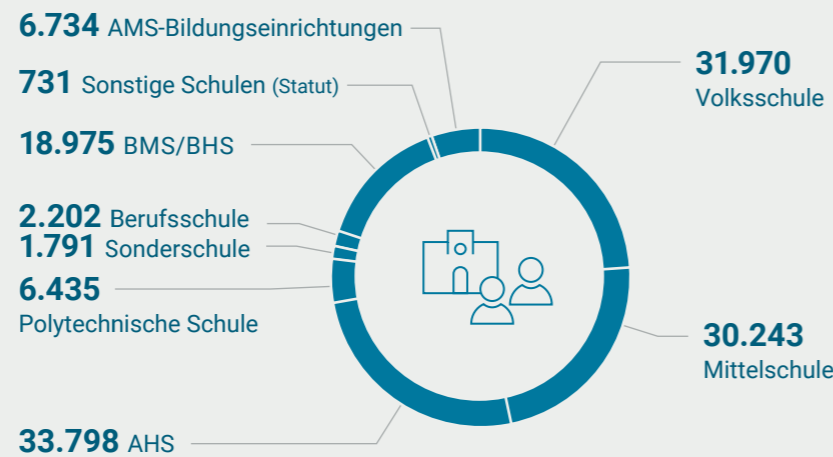 6.734 AMS-Bildungseinrichtungen
731 Sonstige Schulen (Statut)
18.975 BMS/BHS
2.202 Berufsschule
1.791 Sonderschule
6.435
Polytechnische Schule
33.798 AHS
31.970
Volksschule
30.243
Mittelschule